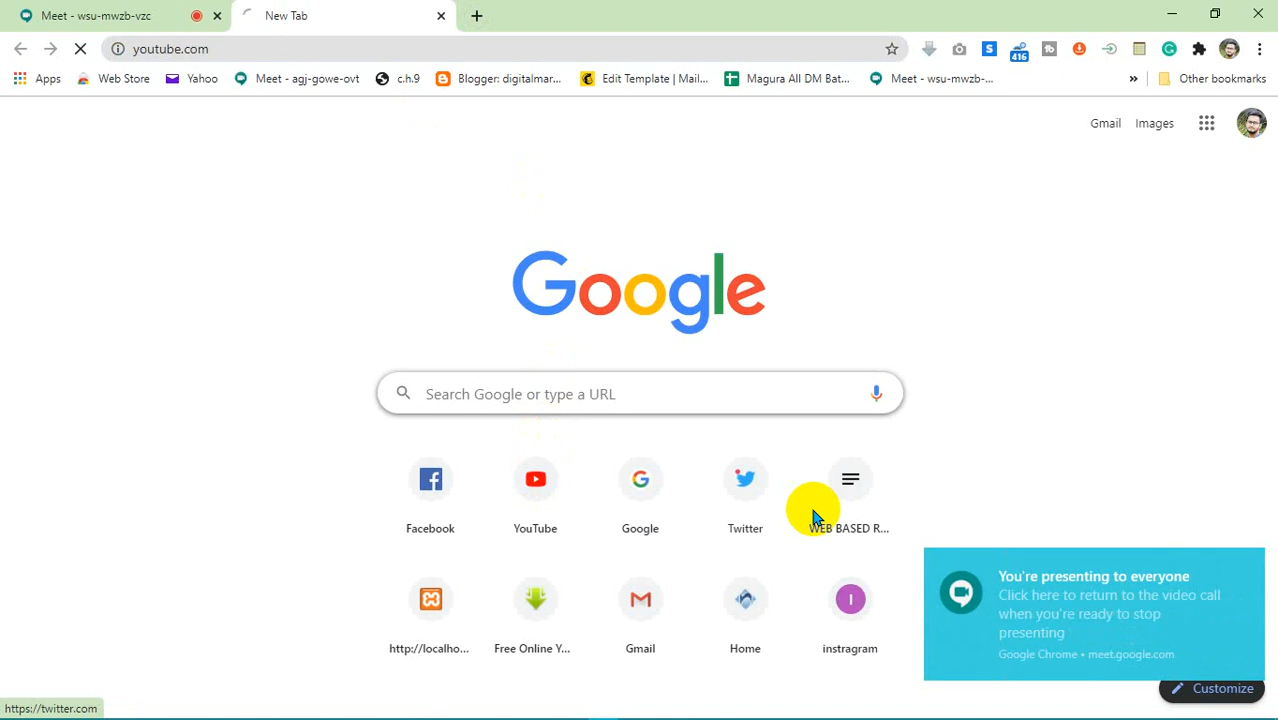 Meet - wsu-mwzb-vzc
New Tab
youtube.com
416
Apps Web Store Yahoo Meet - agj-gowe-ovt c.h.9 Blogger: digitalmar... Edit Template | Mail... Magura All DM Bat... Meet - wsu-mwzb-... » Other bookmarks
Gmail Images
Google
Search Google or type a URL
Facebook YouTube Google Twitter WEB BASED R...
http://localho... Free Online Y... Gmail Home instragram
You're presenting to everyone
Click here to return to the video call
when you're ready to stop
presenting
Google Chrome • meet.google.com
Customize
https://twitter.com